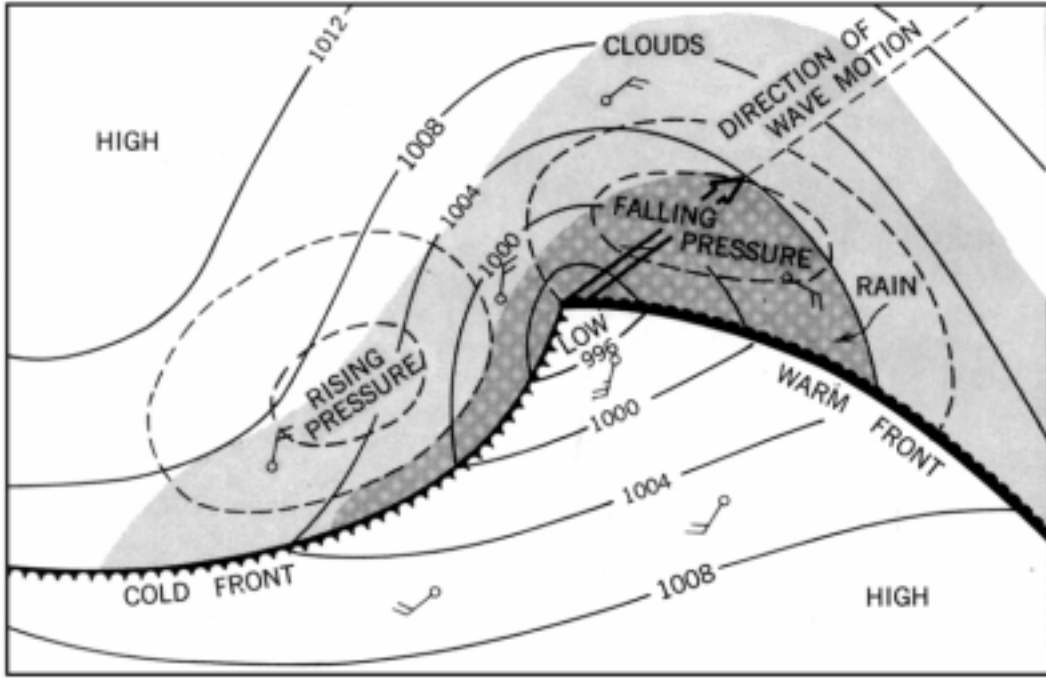 1012
CLOUDS
DIRECTION OF
WAVE MOTION
HIGH
1008
1004
FALLING
PRESSURE
1000
RAIN
LOW
996
RISING
PRESSURE
WARM FRONT
1000
1004
COLD FRONT
1008
HIGH